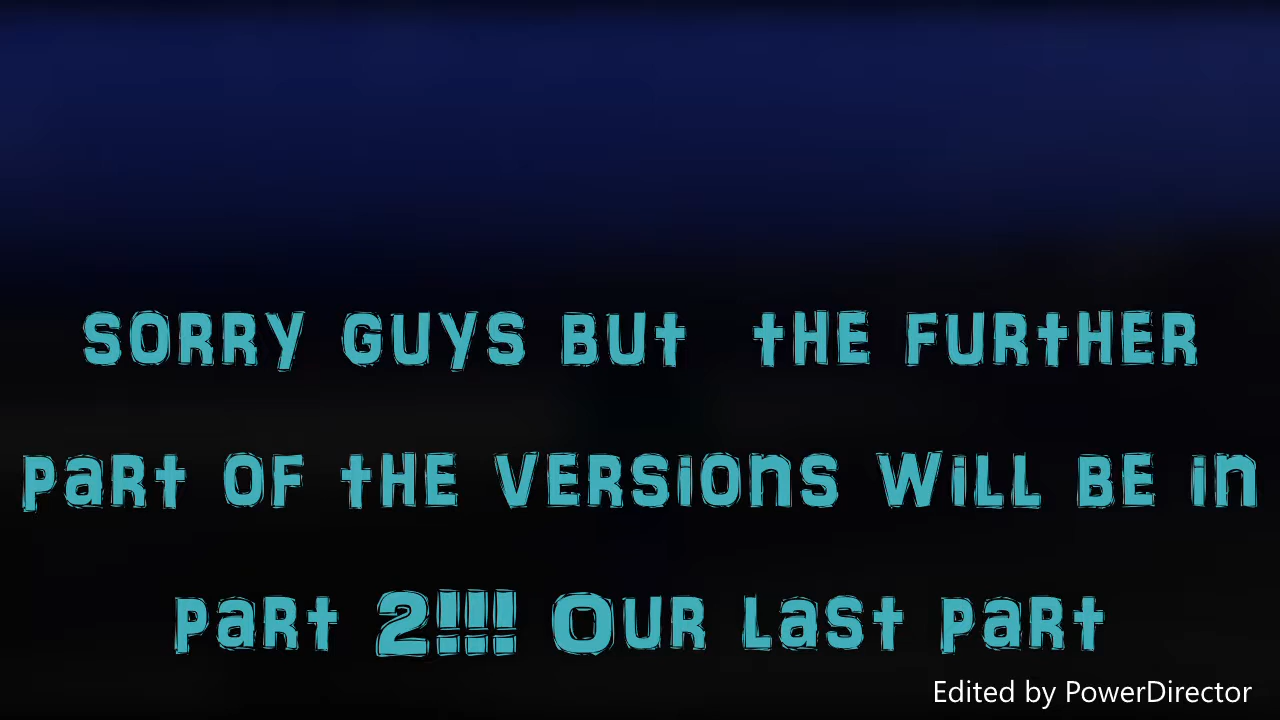 Sorry guys but the further
part of the versions will be in
part 2!!! Our last part
Edited by PowerDirector